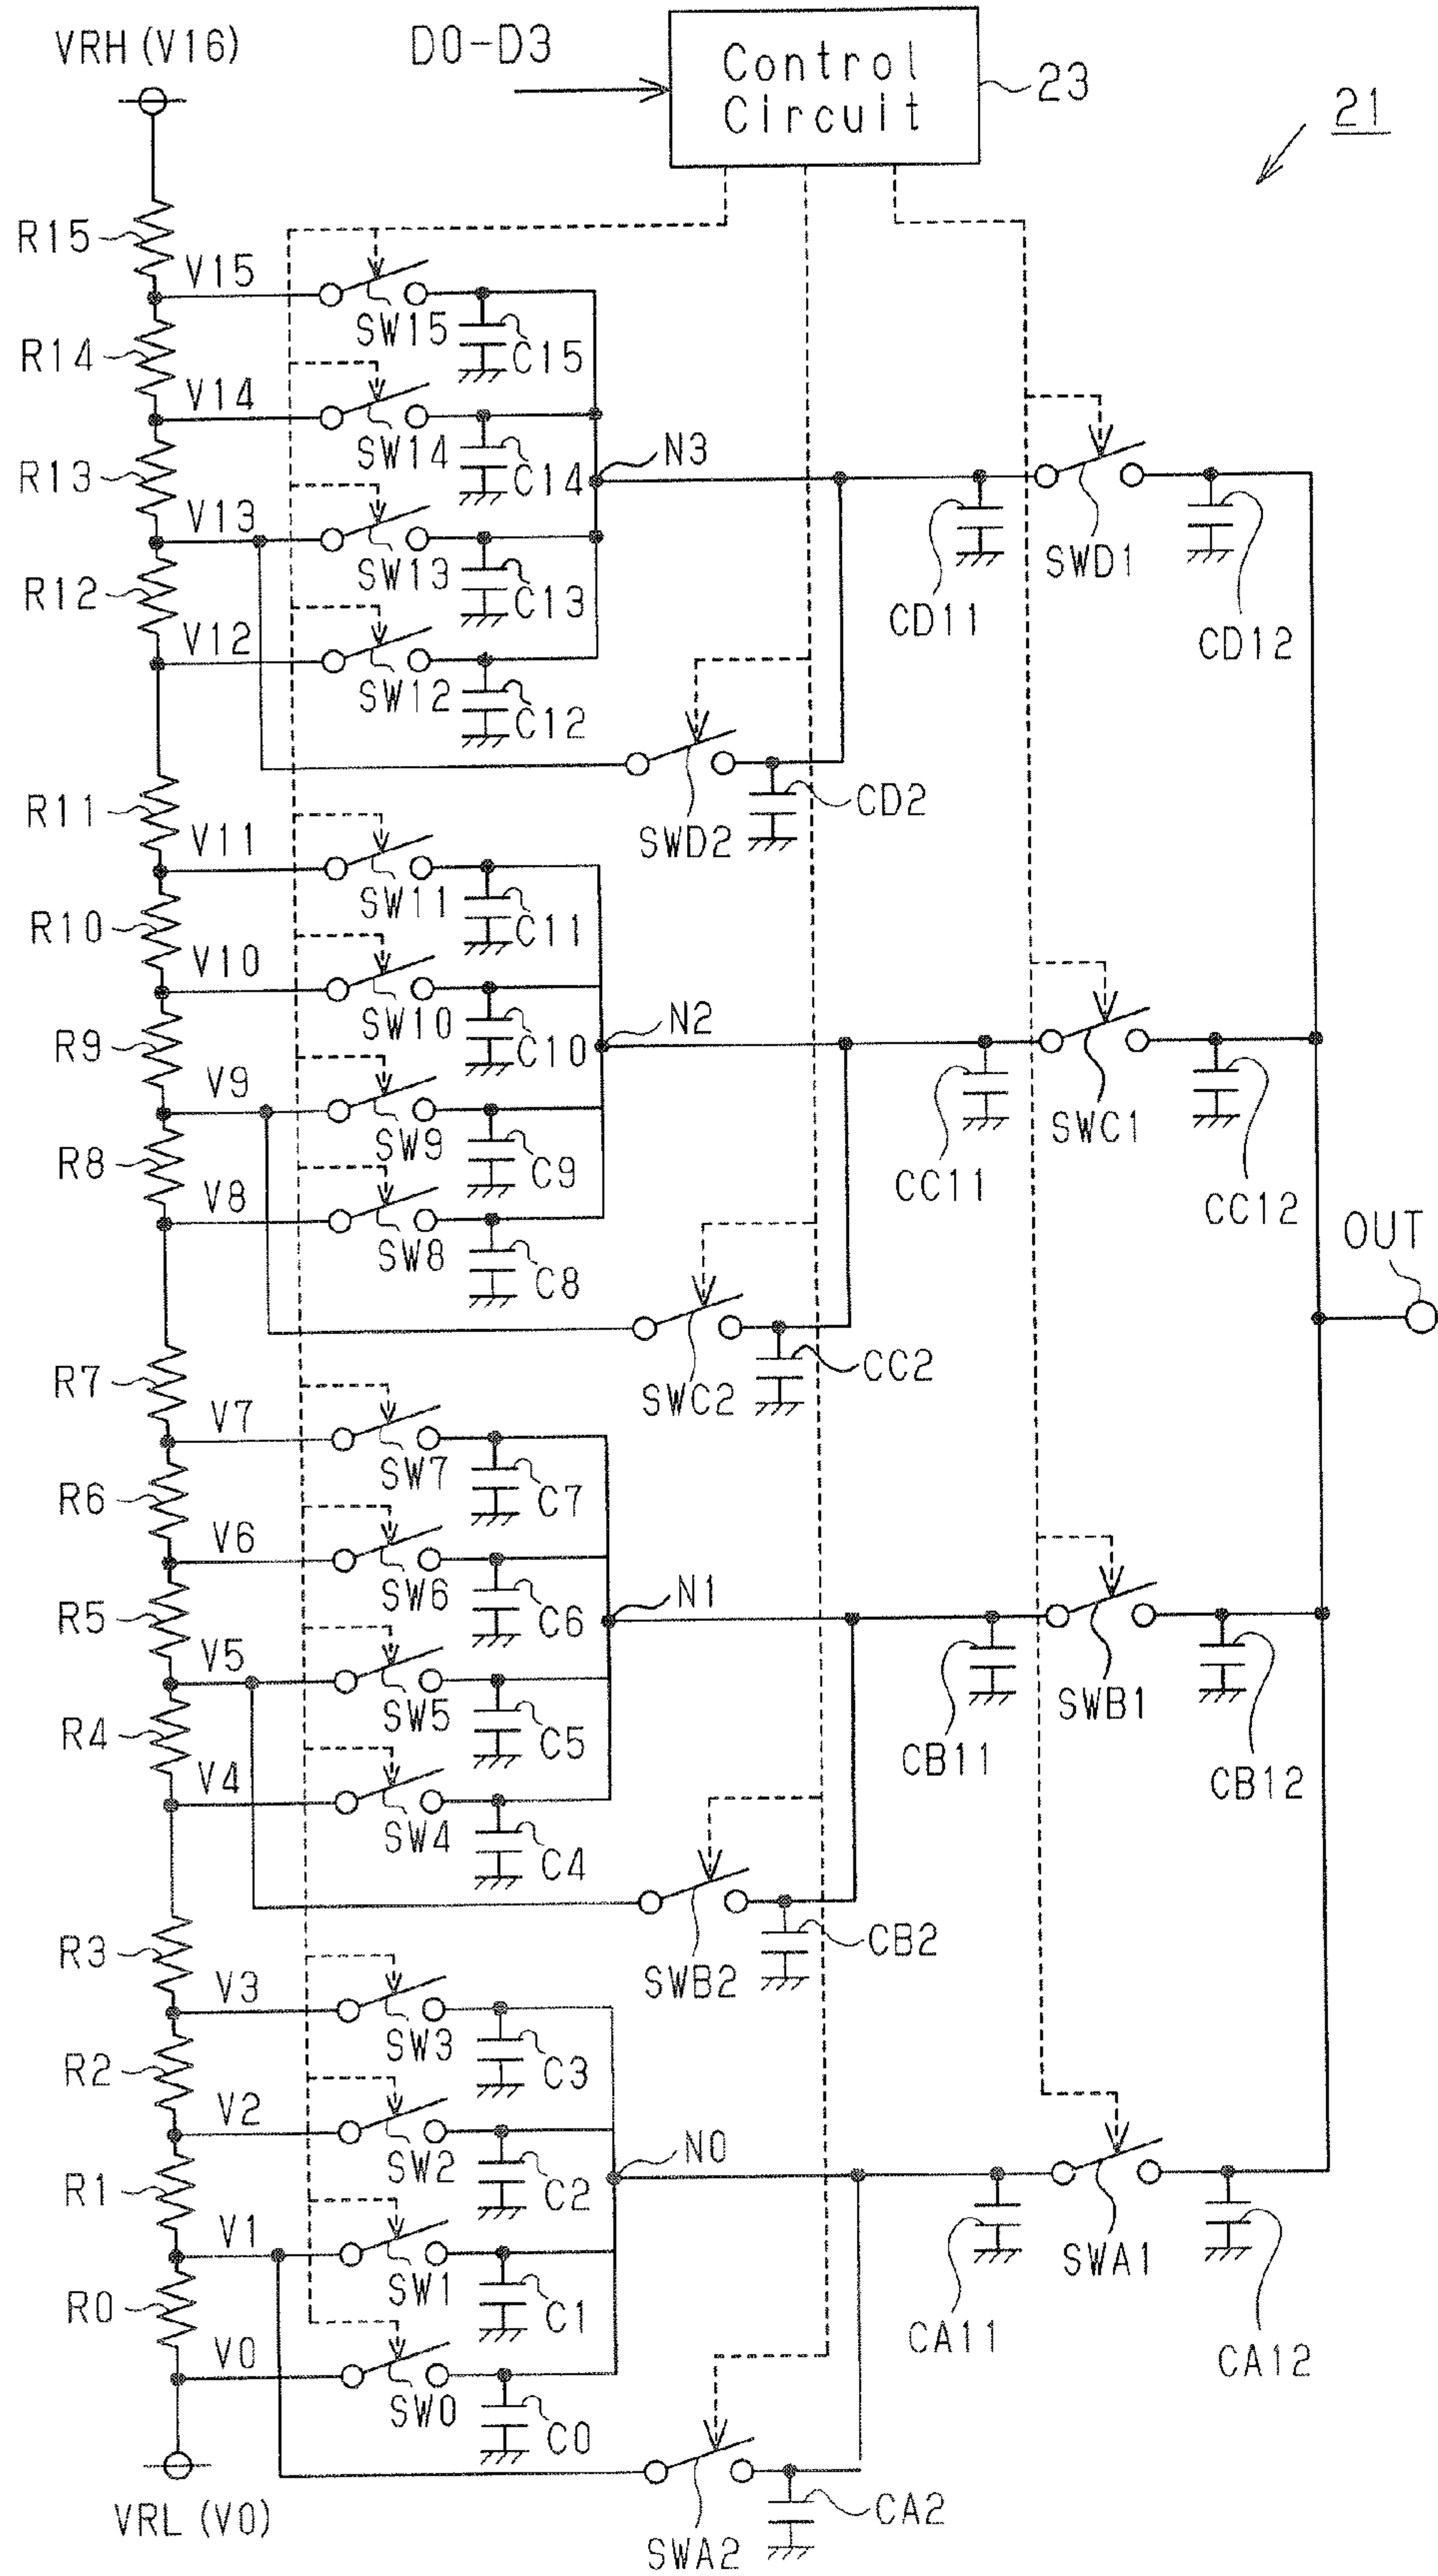 VRH (V16)
D0-D3
Control
Circuit
23
21
R15
V15
SW15
C15
R14
V14
SW14
C14
N3
R13
V13
SW13
C13
SWD1
CD11
CD12
R12
V12
SW12
C12
CD2
SWD2
R11
V11
SW11
C11
R10
V10
SW10
C10
N2
R9
V9
SW9
C9
SWC1
CC11
CC12
R8
V8
SW8
C8
OUT
CC2
SWC2
R7
V7
SW7
C7
R6
V6
SW6
C6
N1
R5
V5
SW5
C5
SWB1
CB11
CB12
R4
V4
SW4
C4
CB2
SWB2
R3
V3
SW3
C3
R2
V2
SW2
C2
N0
R1
V1
SW1
C1
SWA1
CA11
CA12
R0
V0
SW0
C0
CA2
SWA2
VRL (V0)